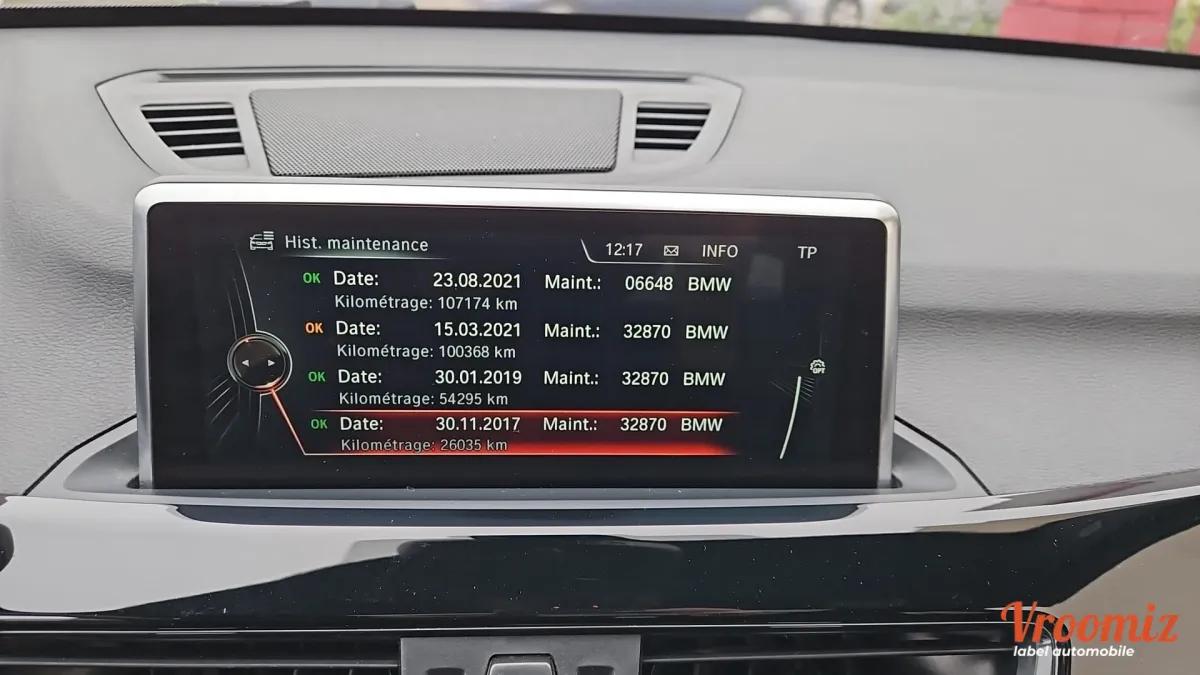 Hist. maintenance
12:17 INFO TP
OK Date: 23.08.2021 Maint.: 06648 BMW
Kilométrage: 107174 km
OK Date: 15.03.2021 Maint.: 32870 BMW
Kilométrage: 100368 km
OK Date: 30.01.2019 Maint.: 32870 BMW
Kilométrage: 54295 km
OK Date: 30.11.2017 Maint.: 32870 BMW
Kilométrage: 26035 km
OPT
Vroomiz
label automobile